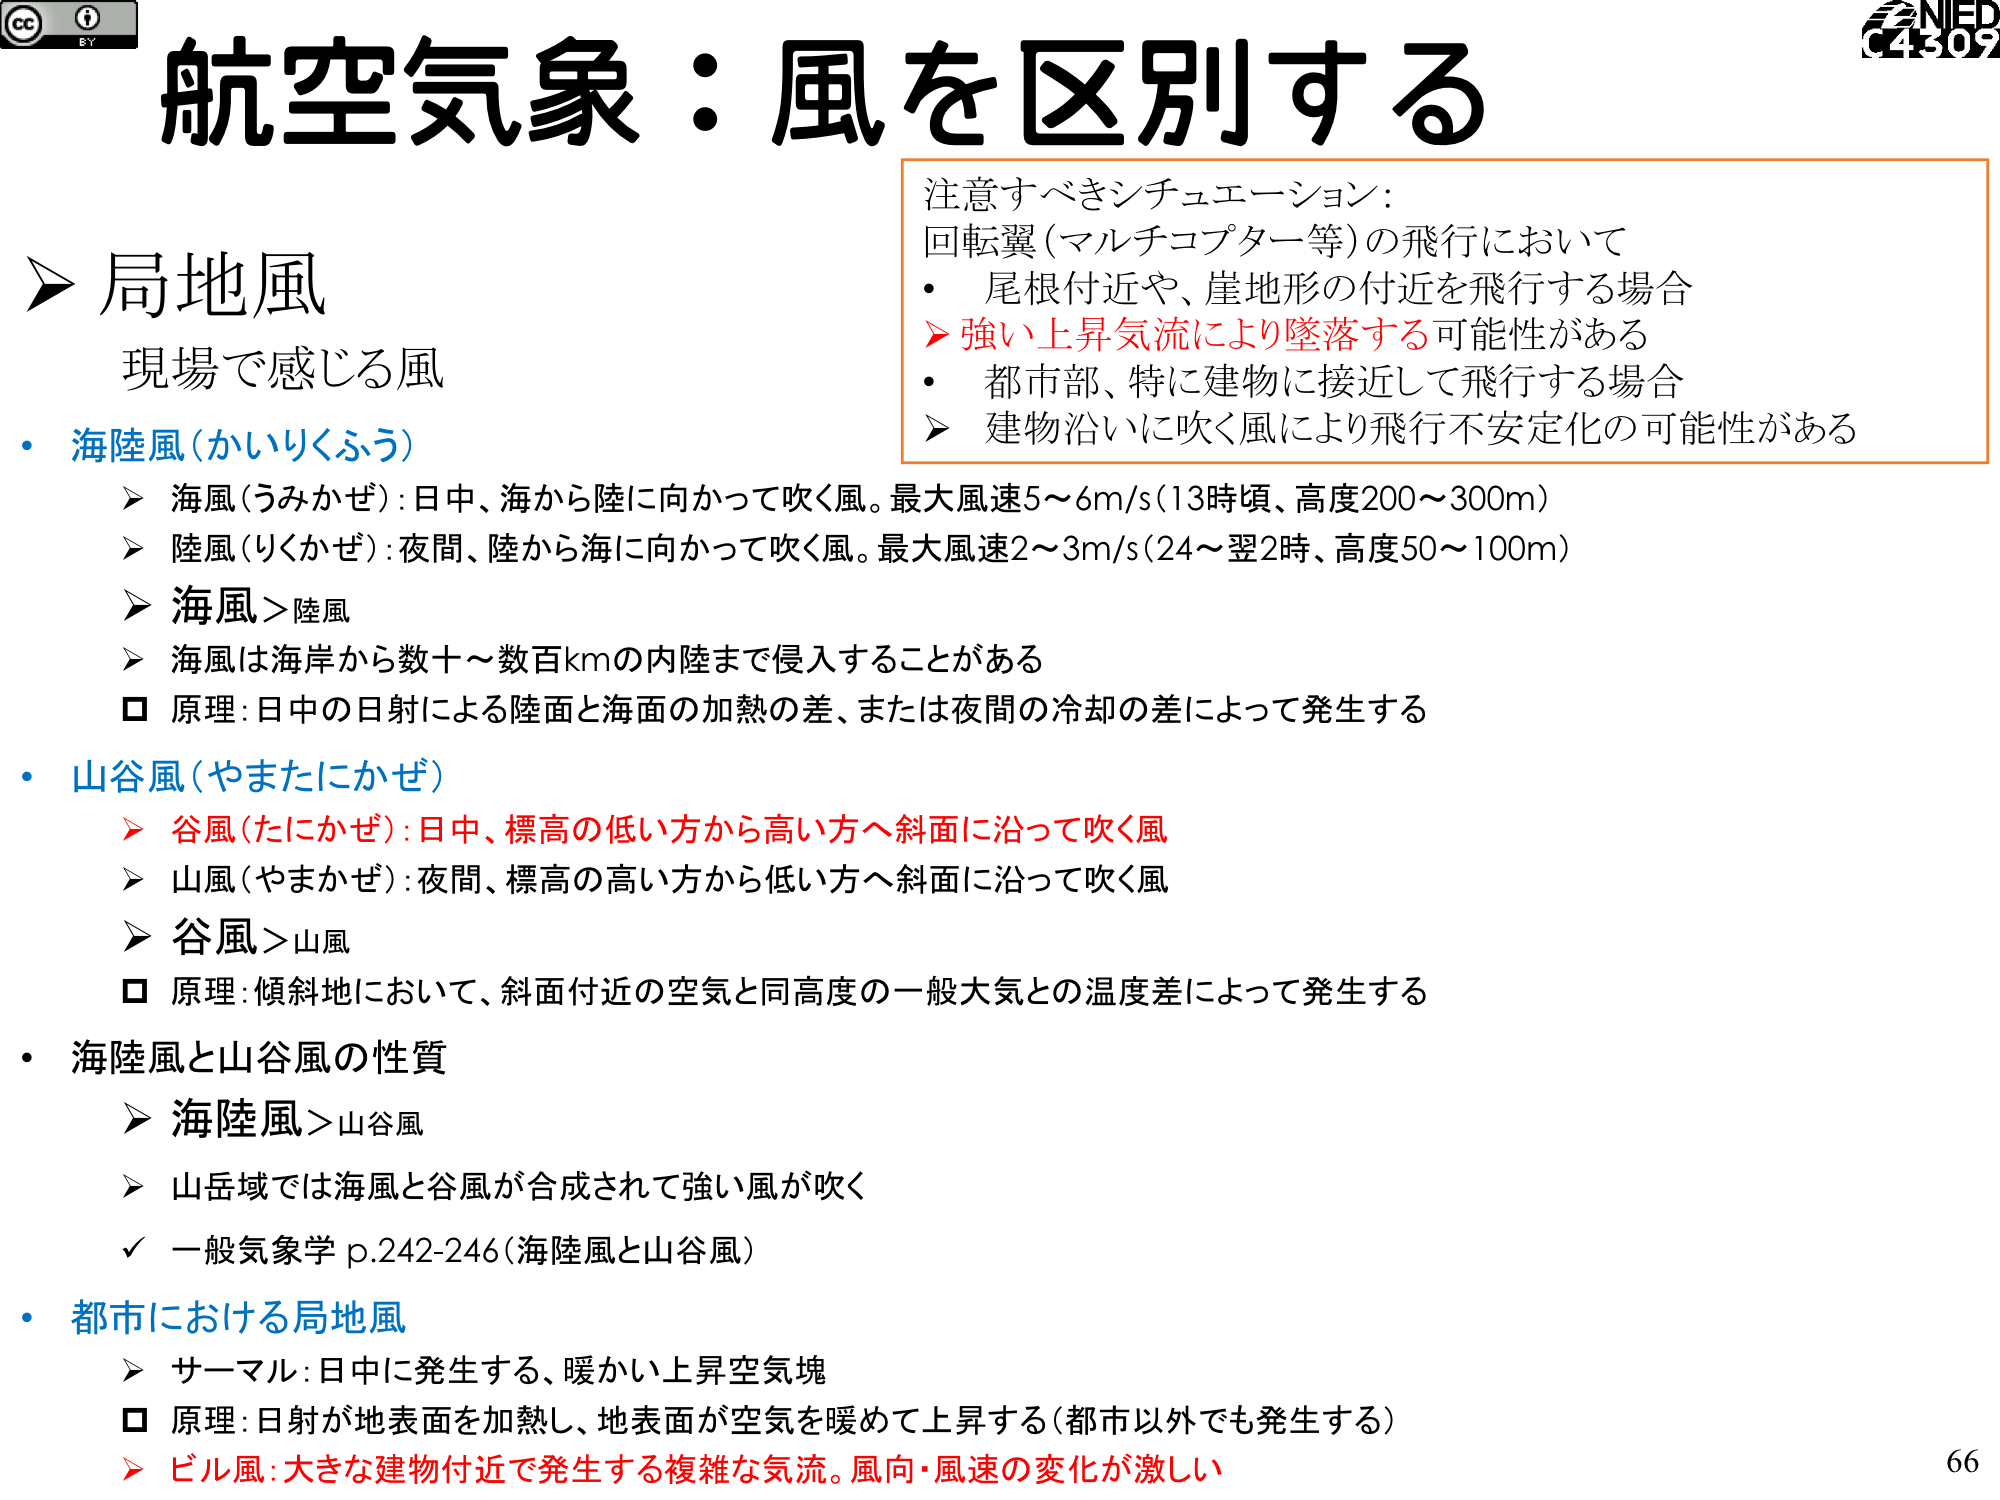 cc BY
NIED
C4309
航空気象：風を区別する
注意すべきシチュエーション：
回転翼（マルチコプター等）の飛行において
• 尾根付近や、崖地形の付近を飛行する場合
➢ 強い上昇気流により墜落する可能性がある
• 都市部、特に建物に接近して飛行する場合
➢ 建物沿いに吹く風により飛行不安定化の可能性がある
➢ 局地風
現場で感じる風
• 海陸風（かいりくふう）
➢ 海風（うみかぜ）：日中、海から陸に向かって吹く風。最大風速5～6m/s（13時頃、高度200～300m）
➢ 陸風（りくかぜ）：夜間、陸から海に向かって吹く風。最大風速2～3m/s（24～翌2時、高度50～100m）
➢ 海風＞陸風
➢ 海風は海岸から数十～数百kmの内陸まで侵入することがある
□ 原理：日中の日射による陸面と海面の加熱の差、または夜間の冷却の差によって発生する
• 山谷風（やまたにかぜ）
➢ 谷風（たにかぜ）：日中、標高の低い方から高い方へ斜面に沿って吹く風
➢ 山風（やまかぜ）：夜間、標高の高い方から低い方へ斜面に沿って吹く風
➢ 谷風＞山風
□ 原理：傾斜地において、斜面付近の空気と同高度の一般大気との温度差によって発生する
• 海陸風と山谷風の性質
➢ 海陸風＞山谷風
➢ 山岳域では海風と谷風が合成されて強い風が吹く
✓ 一般気象学 p.242-246（海陸風と山谷風）
• 都市における局地風
➢ サーマル：日中に発生する、暖かい上昇空気塊
□ 原理：日射が地表面を加熱し、地表面が空気を暖めて上昇する（都市以外でも発生する）
➢ ビル風：大きな建物付近で発生する複雑な気流。風向・風速の変化が激しい
66